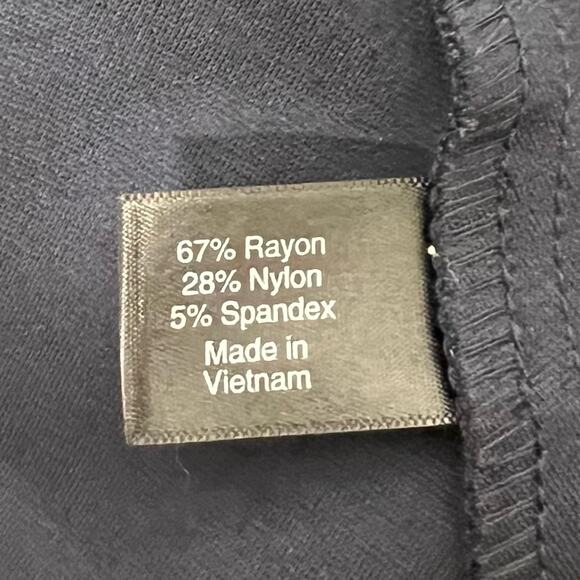 67% Rayon
28% Nylon
5% Spandex
Made in
Vietnam